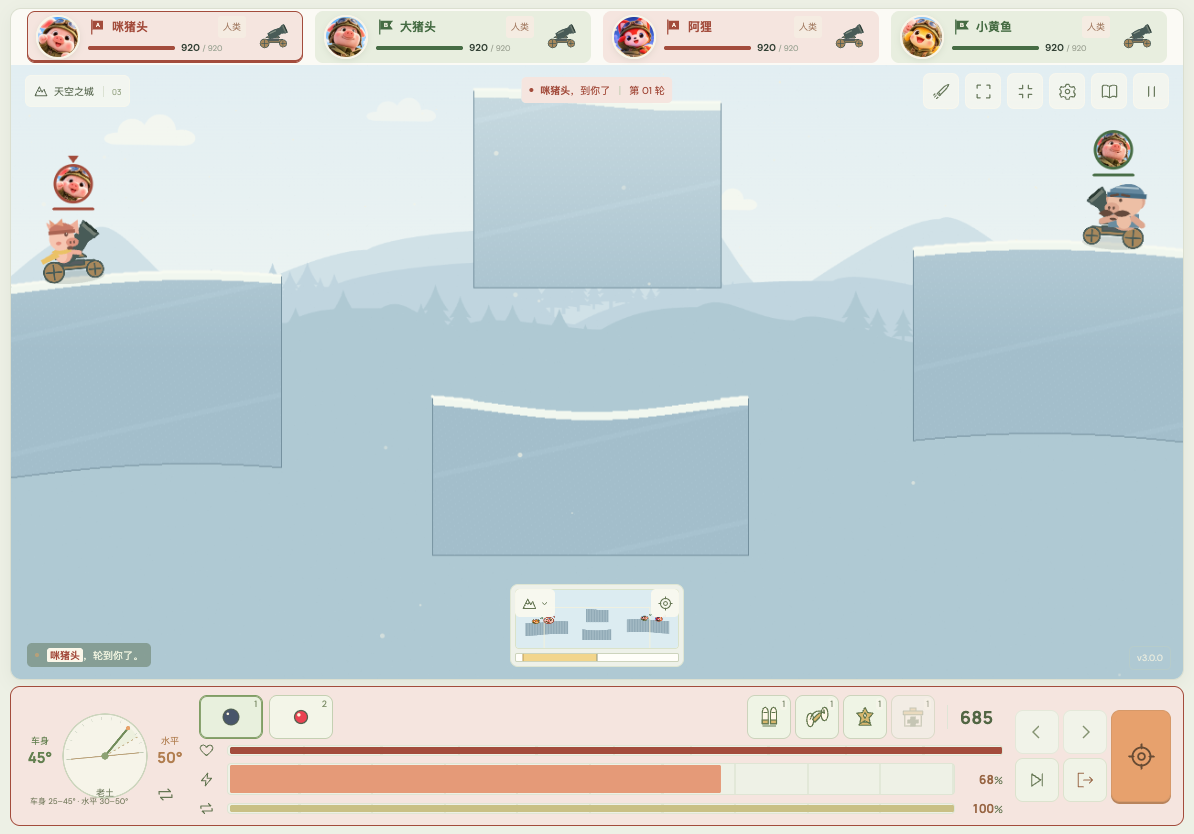 A 咪猪头 人类
920 / 920
B 大猪头 人类
920 / 920
A 阿狸 人类
920 / 920
B 小黄鱼 人类
920 / 920
天空之城 03
咪猪头，到你了 第 01 轮
咪猪头，轮到你了。
v3.0.0
车身
45°
水平
50°
老土
车身 25–45° · 水平 30–50°
1
2
1
1
1
1
685
68%
100%